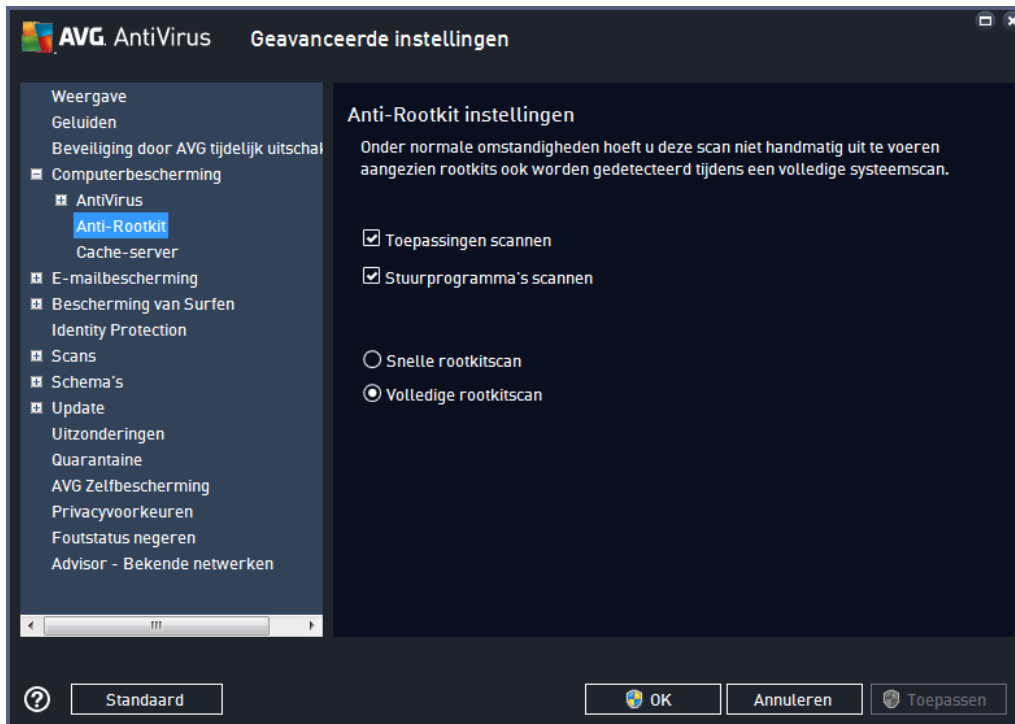 AVG. AntiVirus Geavanceerde instellingen
Weergave
Geluiden
Beveiliging door AVG tijdelijk uitschak
Computerbescherming
AntiVirus
Anti-Rootkit
Cache-server
E-mailbescherming
Bescherming van Surfen
Identity Protection
Scans
Schema's
Update
Uitzonderingen
Quarantaine
AVG Zelfbescherming
Privacyvoorkeuren
Foutstatus negeren
Advisor - Bekende netwerken
Anti-Rootkit instellingen
Onder normale omstandigheden hoeft u deze scan niet handmatig uit te voeren
aangezien rootkits ook worden gedetecteerd tijdens een volledige systeemscan.
Toepassingen scannen
Stuurprogramma's scannen
Snelle rootkitscan
Volledige rootkitscan
? Standaard OK Annuleren Toepassen